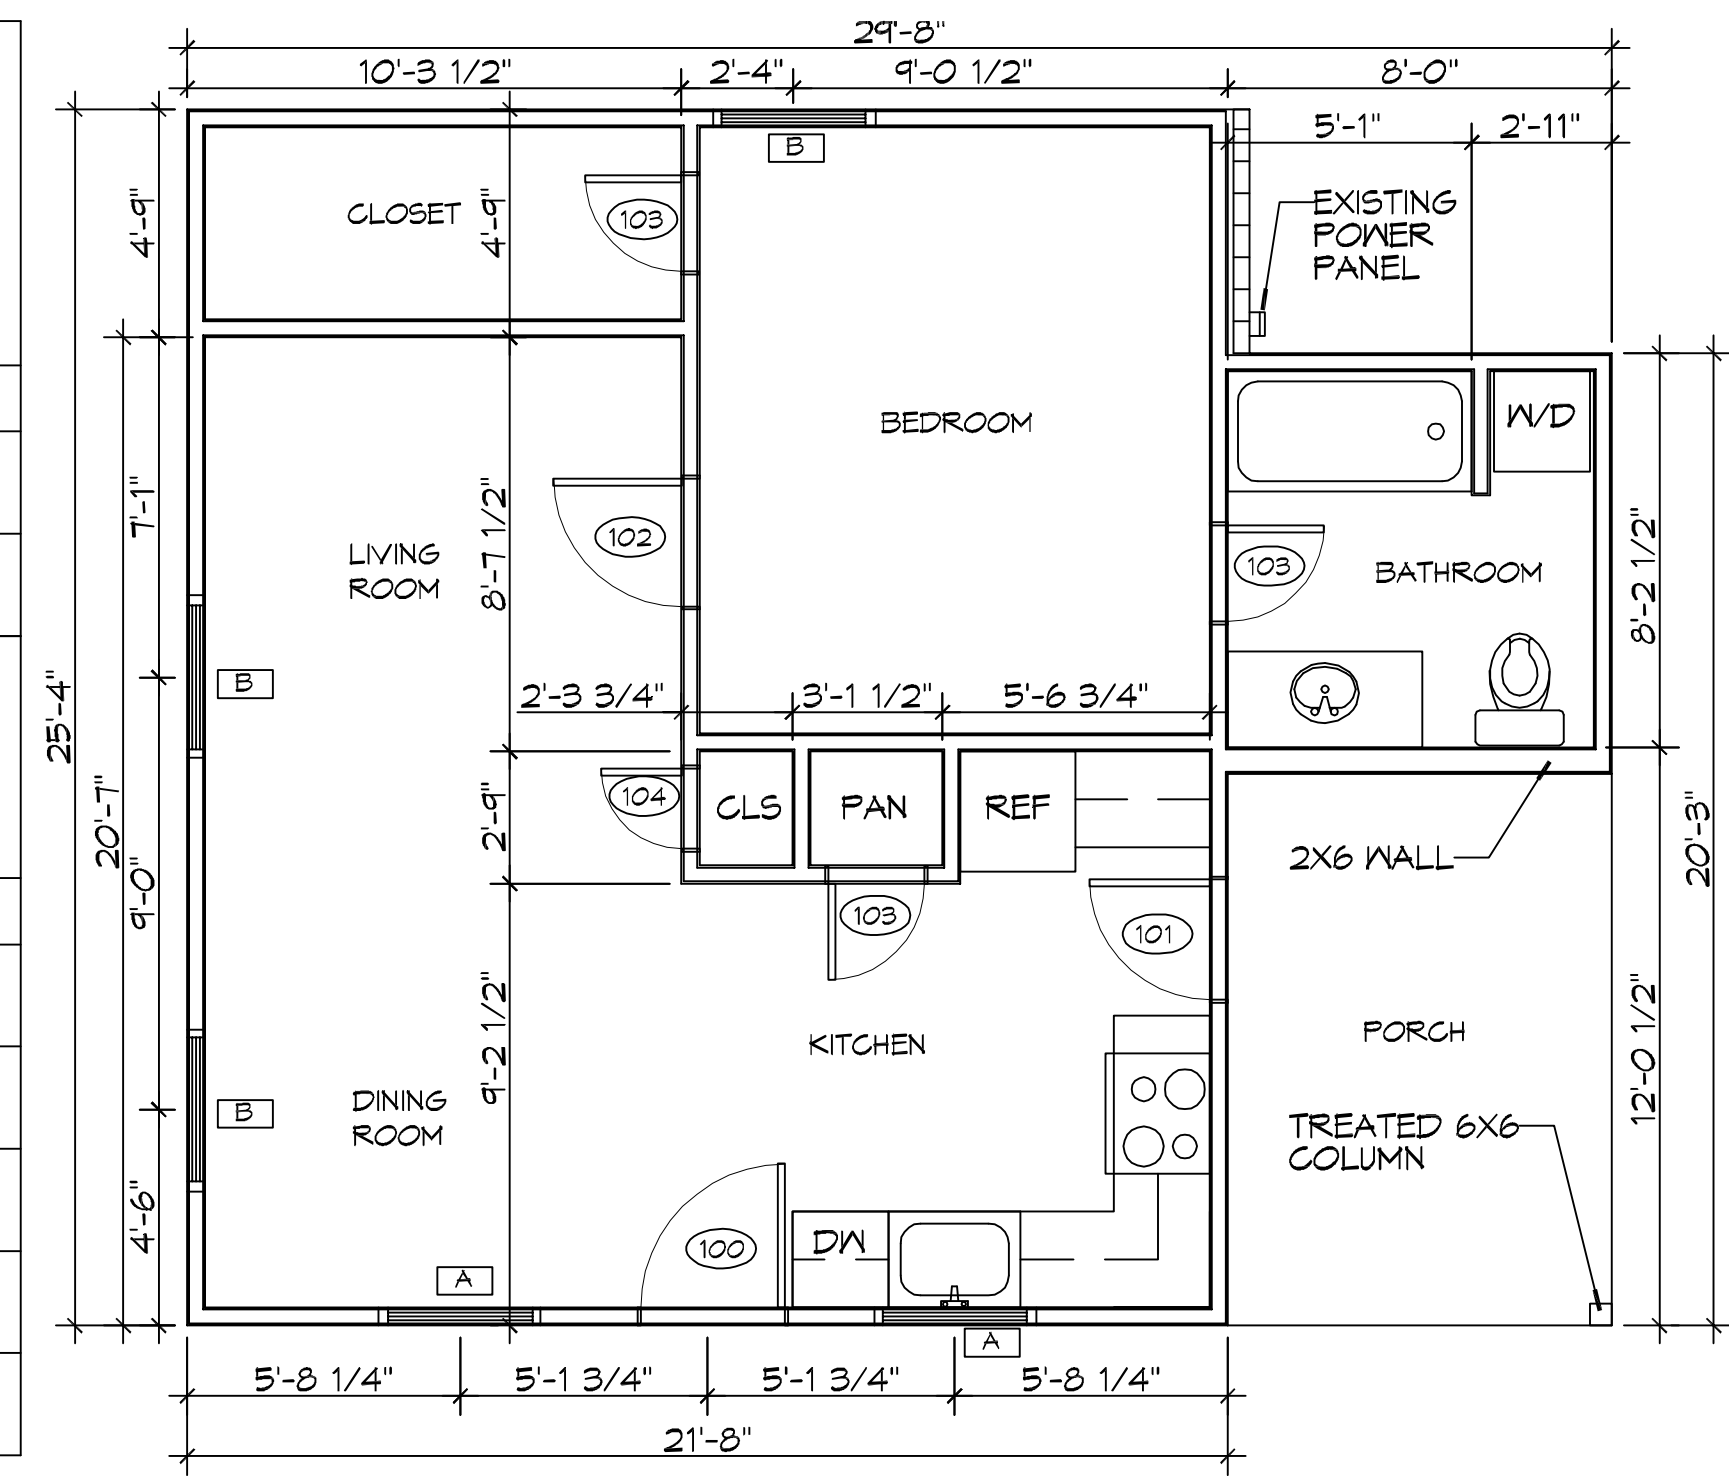 29'-8"
10'-3 1/2" 2'-4" 9'-0 1/2" 8'-0"
5'-1" 2'-11"
B
EXISTING
POWER
PANEL
4'-9"
CLOSET
4'-9"
103
BEDROOM
W/D
7'-1"
LIVING
ROOM
8'-7 1/2"
102
103
BATHROOM
8'-2 1/2"
B
2'-3 3/4" 3'-1 1/2" 5'-6 3/4"
25'-4"
20'-7"
2'-9"
104
CLS
PAN
REF
2X6 WALL
20'-3"
9'-0"
103
101
9'-2 1/2"
KITCHEN
PORCH
12'-0 1/2"
B
DINING
ROOM
TREATED 6X6
COLUMN
4'-6"
100
DW
A
A
5'-8 1/4" 5'-1 3/4" 5'-1 3/4" 5'-8 1/4"
21'-8"